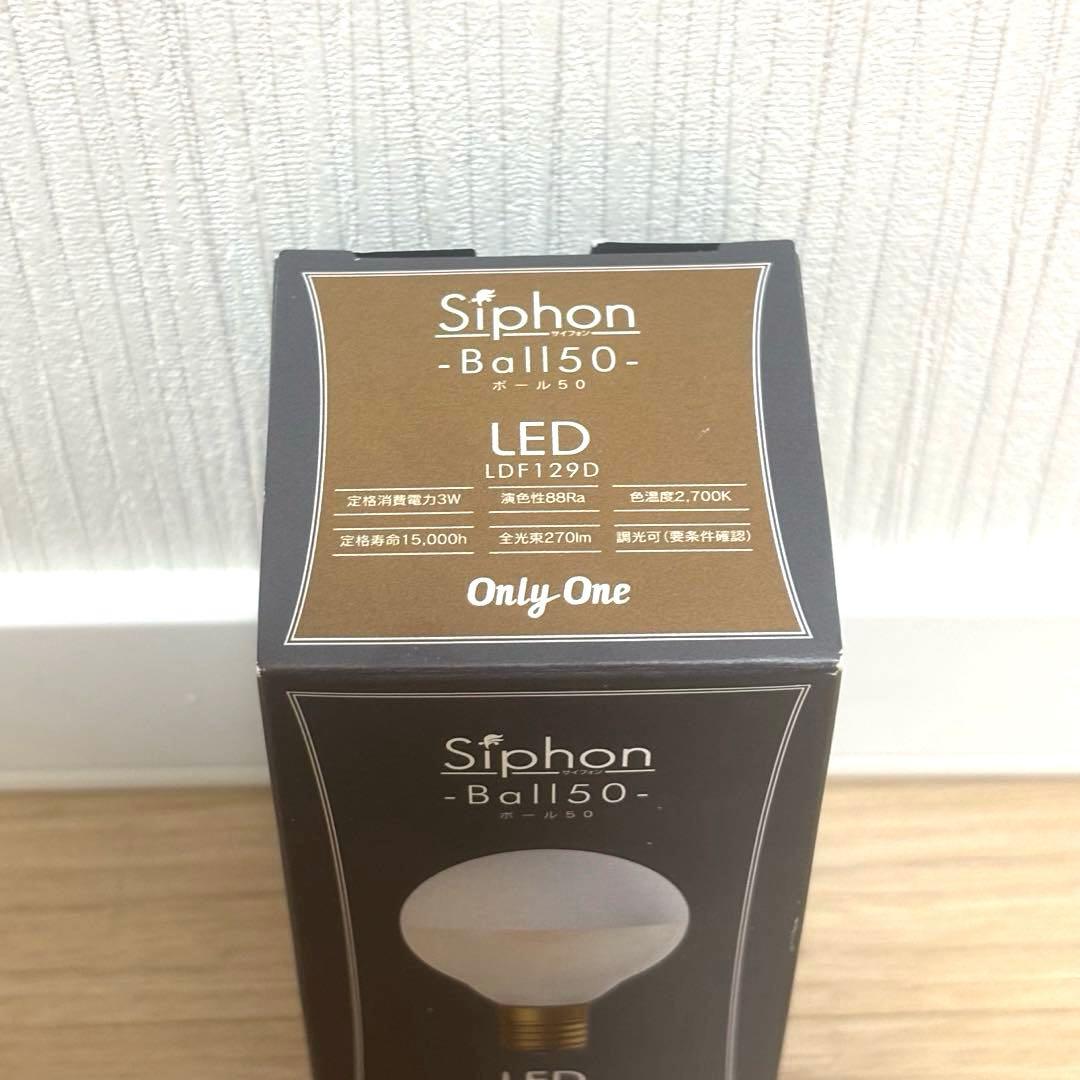 Siphon
サイフォン
-Ball50-
ボール50
LED
LDF129D
定格消費電力3W 演色性88Ra 色温度2,700K
定格寿命15,000h 全光束270lm 調光可(要条件確認)
Only One
Siphon
サイフォン
-Ball50-
ボール50
LED